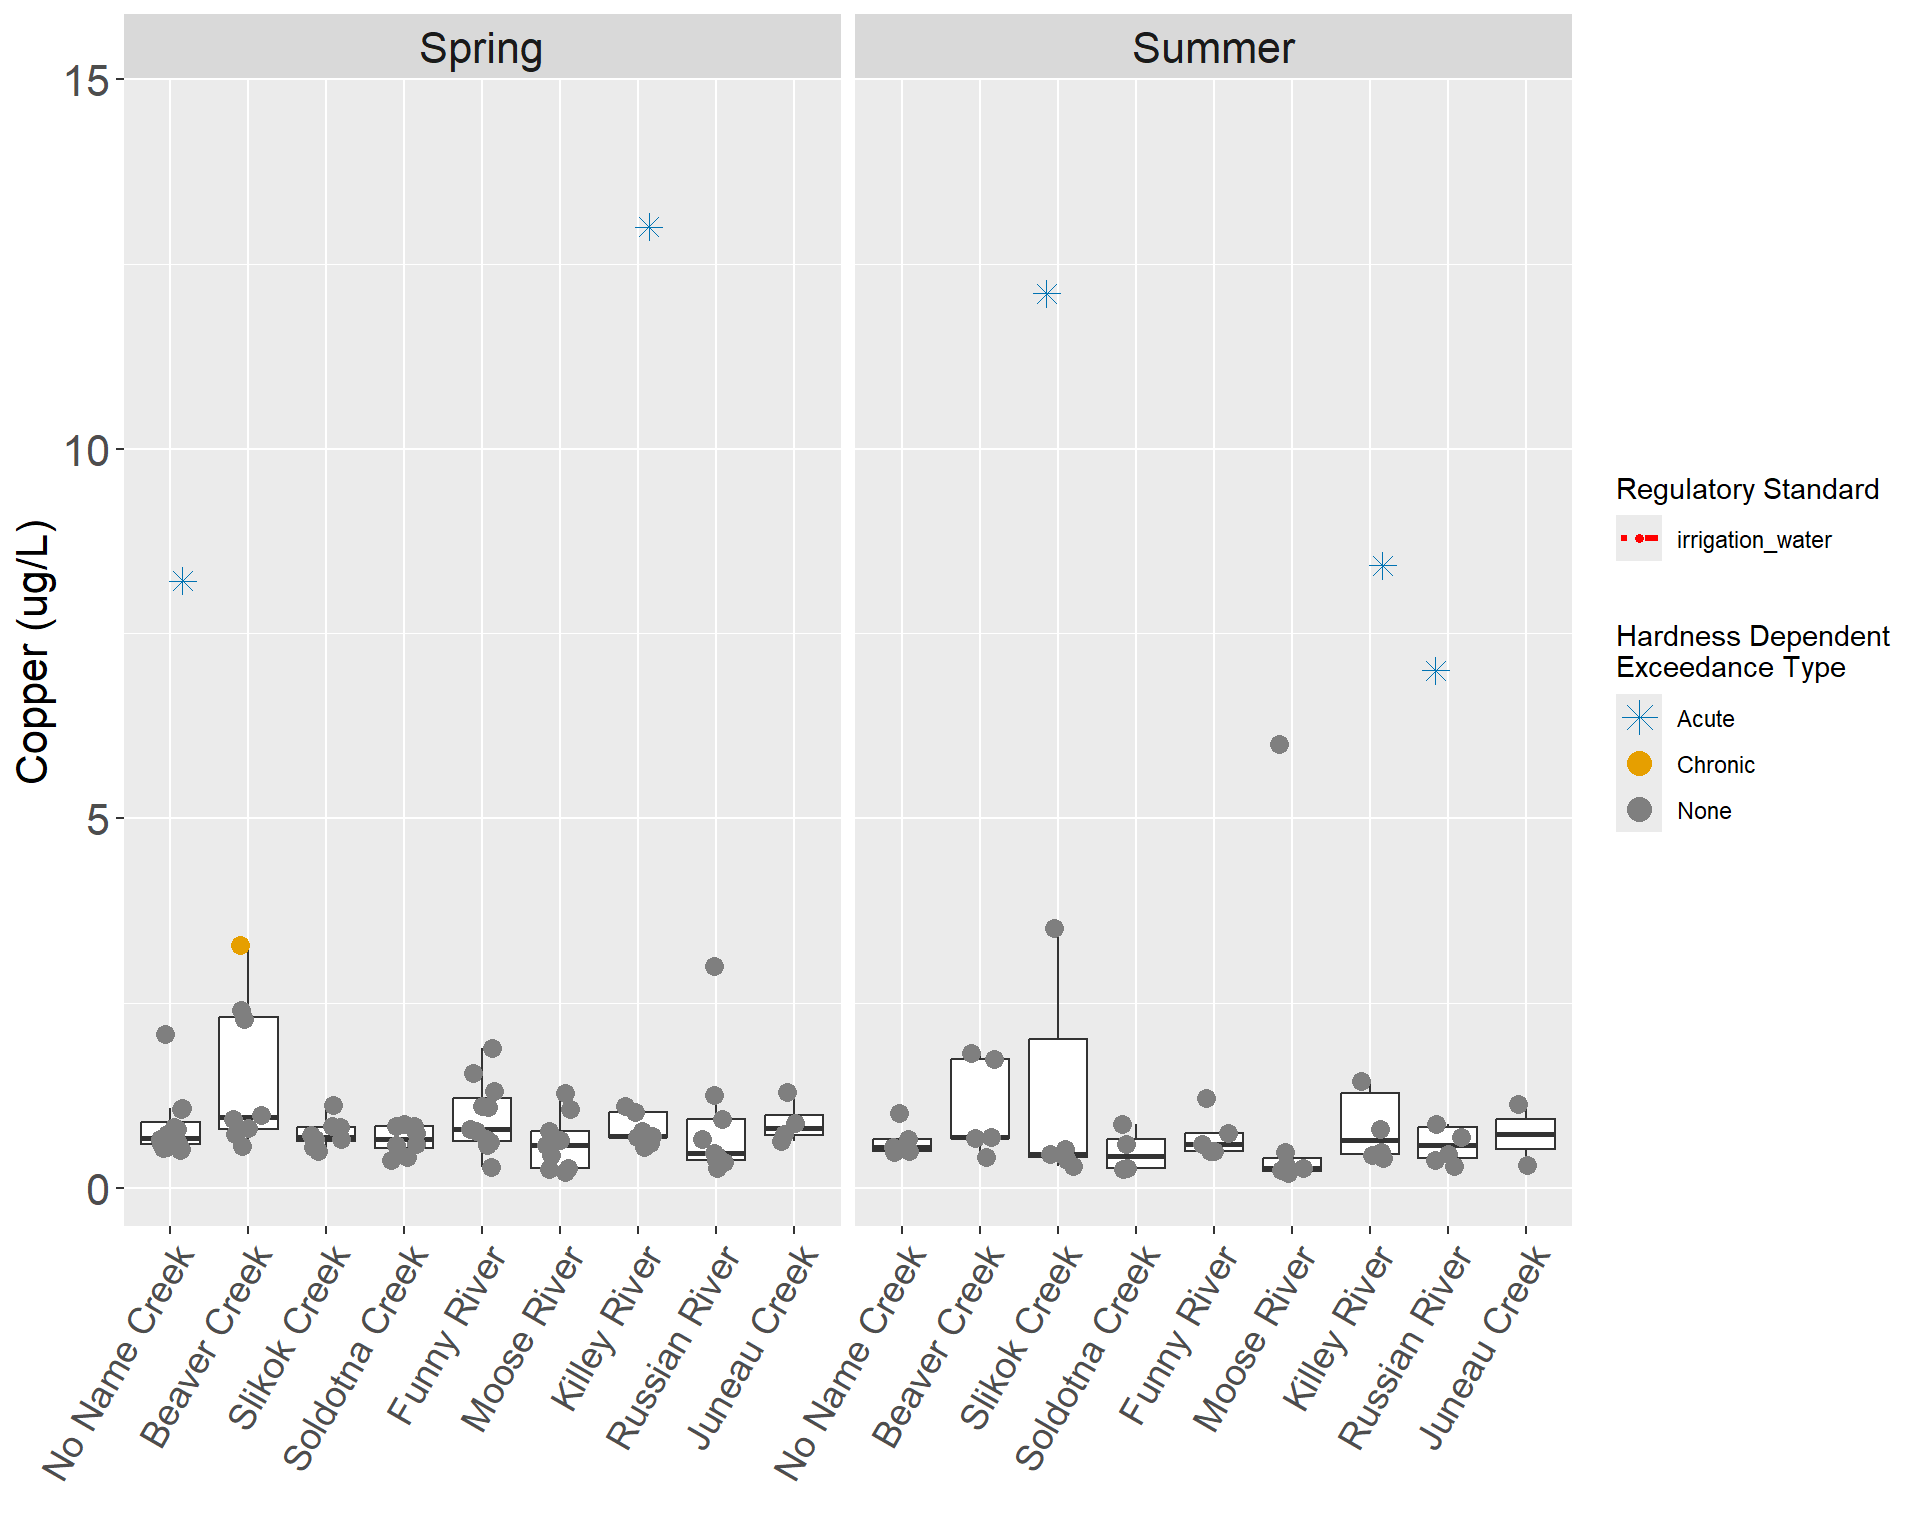 Spring
Summer
15
10
5
0
Copper (ug/L)
No Name Creek
Beaver Creek
Slikok Creek
Soldotna Creek
Funny River
Moose River
Killey River
Russian River
Juneau Creek
No Name Creek
Beaver Creek
Slikok Creek
Soldotna Creek
Funny River
Moose River
Killey River
Russian River
Juneau Creek
Regulatory Standard
irrigation_water
Hardness Dependent
Exceedance Type
Acute
Chronic
None